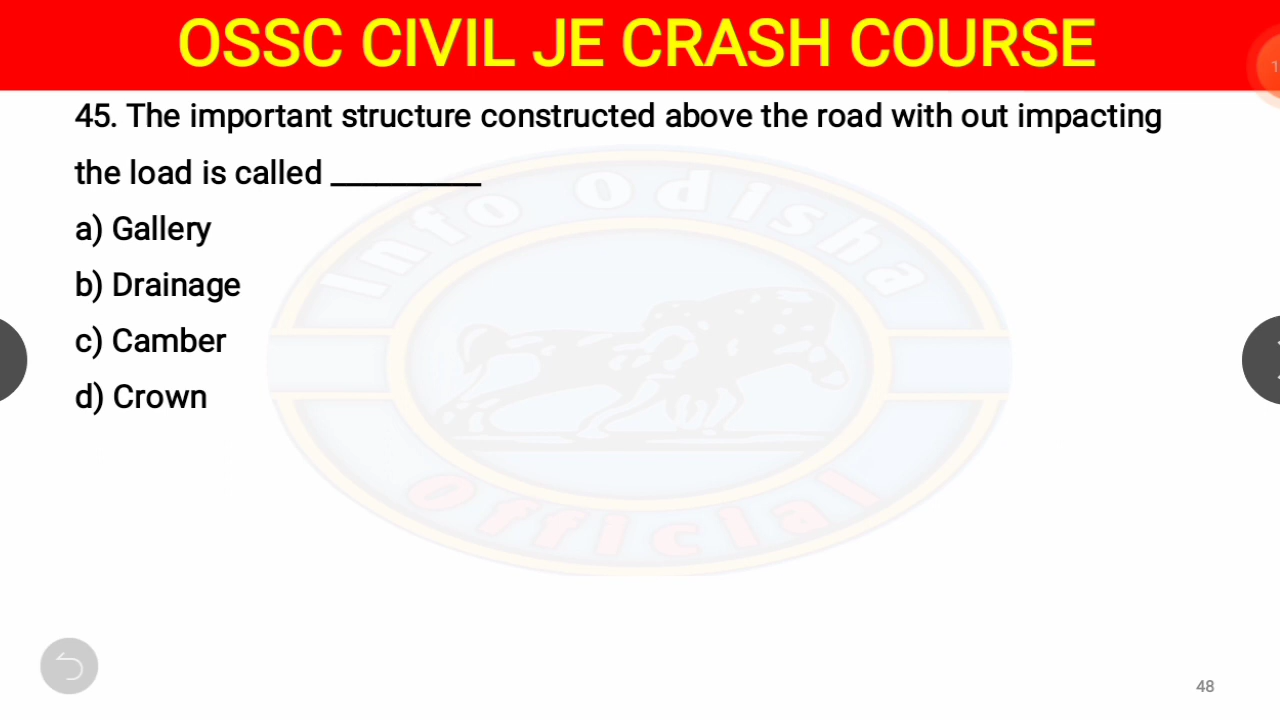 OSSC CIVIL JE CRASH COURSE
45. The important structure constructed above the road with out impacting
the load is called _________
a) Gallery
b) Drainage
c) Camber
d) Crown
Info Odisha
Official
48